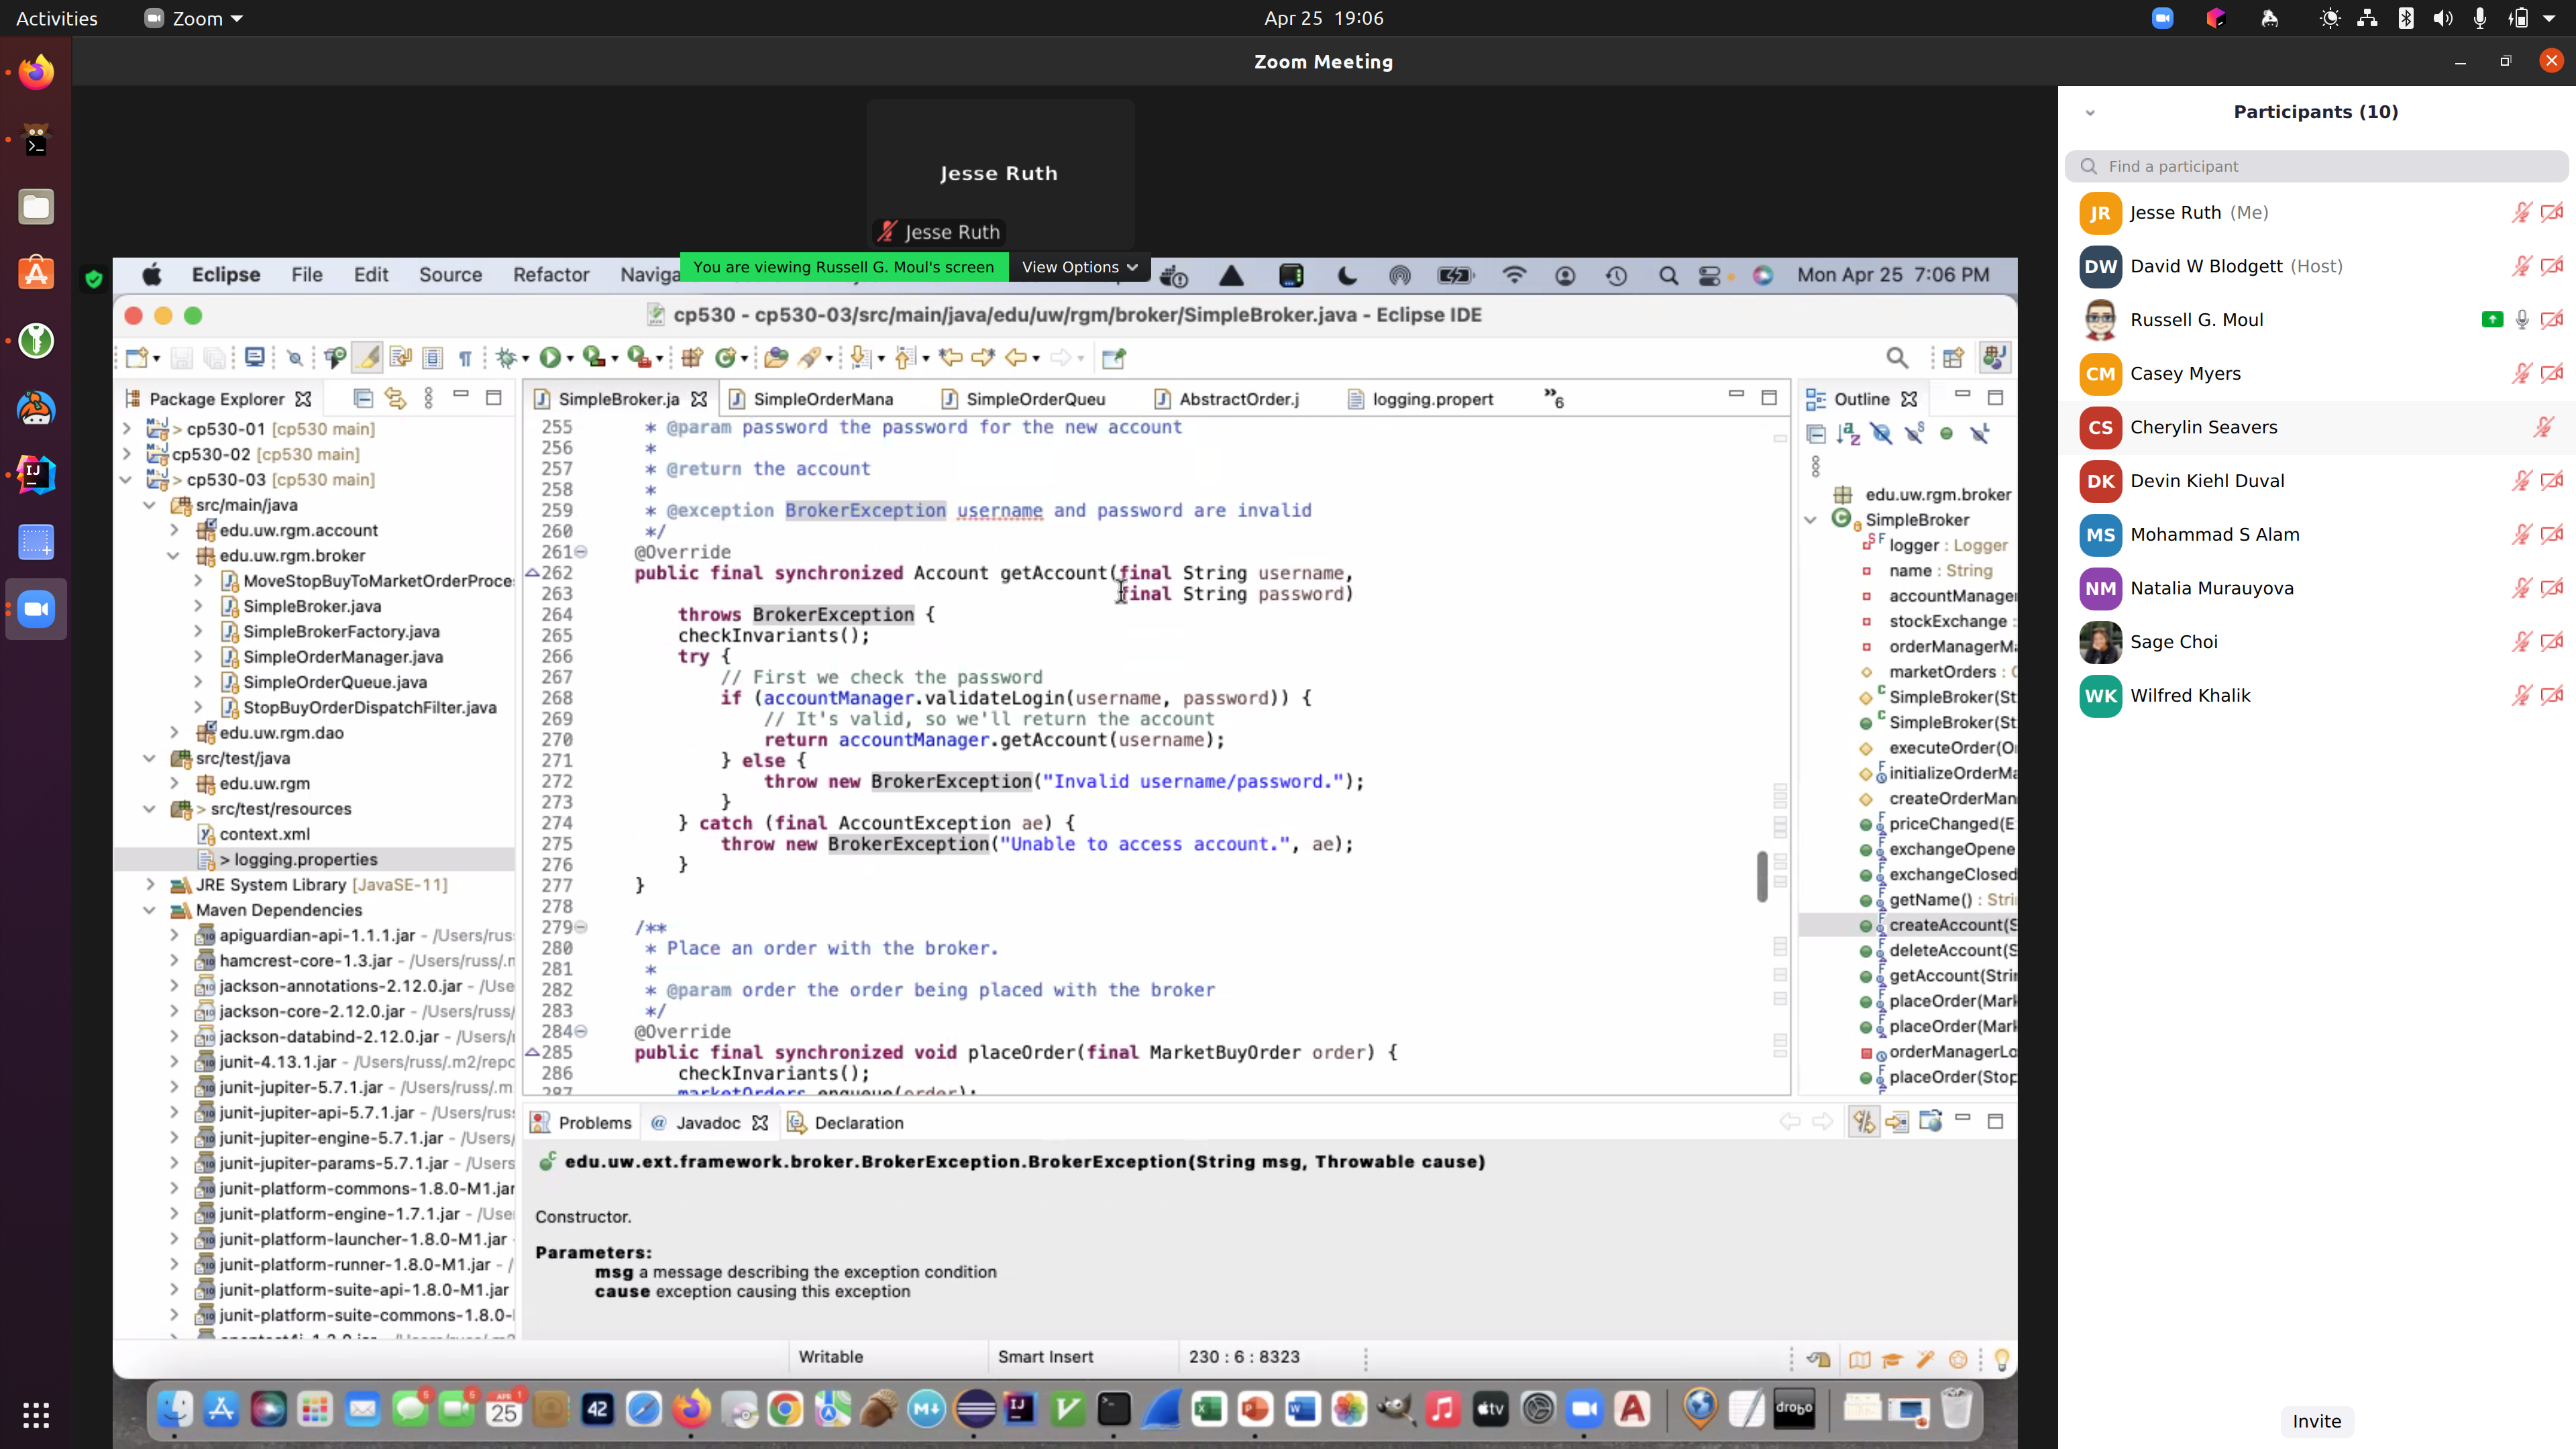 Activities
Zoom
Apr 25 19:06
Zoom Meeting
Jesse Ruth
Jesse Ruth
You are viewing Russell G. Moul's screen
View Options
Eclipse File Edit Source Refactor Naviga
Mon Apr 25 7:06 PM
cp530 - cp530-03/src/main/java/edu/uw/rgm/broker/SimpleBroker.java - Eclipse IDE
Package Explorer
> cp530-01 [cp530 main]
cp530-02 [cp530 main]
> cp530-03 [cp530 main]
src/main/java
edu.uw.rgm.account
edu.uw.rgm.broker
MoveStopBuyToMarketOrderProce
SimpleBroker.java
SimpleBrokerFactory.java
SimpleOrderManager.java
SimpleOrderQueue.java
StopBuyOrderDispatchFilter.java
edu.uw.rgm.dao
src/test/java
edu.uw.rgm
> src/test/resources
context.xml
> logging.properties
JRE System Library [JavaSE-11]
Maven Dependencies
apiguardian-api-1.1.1.jar - /Users/rus
hamcrest-core-1.3.jar - /Users/russ/.m
jackson-annotations-2.12.0.jar - /Use
jackson-core-2.12.0.jar - /Users/russ/
jackson-databind-2.12.0.jar - /Users/
junit-4.13.1.jar - /Users/russ/.m2/repo
junit-jupiter-5.7.1.jar - /Users/russ/.m
junit-jupiter-api-5.7.1.jar - /Users/rus
junit-jupiter-engine-5.7.1.jar - /Users/
junit-jupiter-params-5.7.1.jar - /Users/
junit-platform-commons-1.8.0-M1.jar
junit-platform-engine-1.7.1.jar - /User
junit-platform-launcher-1.8.0-M1.jar
junit-platform-runner-1.8.0-M1.jar - /
junit-platform-suite-api-1.8.0-M1.jar
junit-platform-suite-commons-1.8.0-
SimpleBroker.ja
SimpleOrderMana
SimpleOrderQueu
AbstractOrder.j
logging.propert
»6
255 * @param password the password for the new account
256 *
257 * @return the account
258 *
259 * @exception BrokerException username and password are invalid
260 */
261 @Override
262 public final synchronized Account getAccount(final String username,
263 final String password)
264 throws BrokerException {
265 checkInvariants();
266 try {
267 // First we check the password
268 if (accountManager.validateLogin(username, password)) {
269 // It's valid, so we'll return the account
270 return accountManager.getAccount(username);
271 } else {
272 throw new BrokerException("Invalid username/password.");
273 }
274 } catch (final AccountException ae) {
275 throw new BrokerException("Unable to access account.", ae);
276 }
277 }
278
279 /**
280 * Place an order with the broker.
281 *
282 * @param order the order being placed with the broker
283 */
284 @Override
285 public final synchronized void placeOrder(final MarketBuyOrder order) {
286 checkInvariants();
287 marketOrders.enqueue(order);
Outline
edu.uw.rgm.broker
SimpleBroker
logger : Logger
name : String
accountManager
stockExchange :
orderManagerMa
marketOrders :
SimpleBroker(St
SimpleBroker(St
executeOrder(O
initializeOrderMa
createOrderMan
priceChanged(E
exchangeOpene
exchangeClosed
getName() : Stri
createAccount(S
deleteAccount(S
getAccount(Stri
placeOrder(Mark
placeOrder(Mark
orderManagerLo
placeOrder(Stop
Problems
@ Javadoc
Declaration
edu.uw.ext.framework.broker.BrokerException.BrokerException(String msg, Throwable cause)
Constructor.
Parameters:
msg a message describing the exception condition
cause exception causing this exception
Writable
Smart Insert
230 : 6 : 8323
Participants (10)
Find a participant
JR Jesse Ruth (Me)
DW David W Blodgett (Host)
Russell G. Moul
CM Casey Myers
CS Cherylin Seavers
DK Devin Kiehl Duval
MS Mohammad S Alam
NM Natalia Murauyova
Sage Choi
WK Wilfred Khalik
Invite
5
5
APR
1
25
42
M↓
IJ
tv
drobo